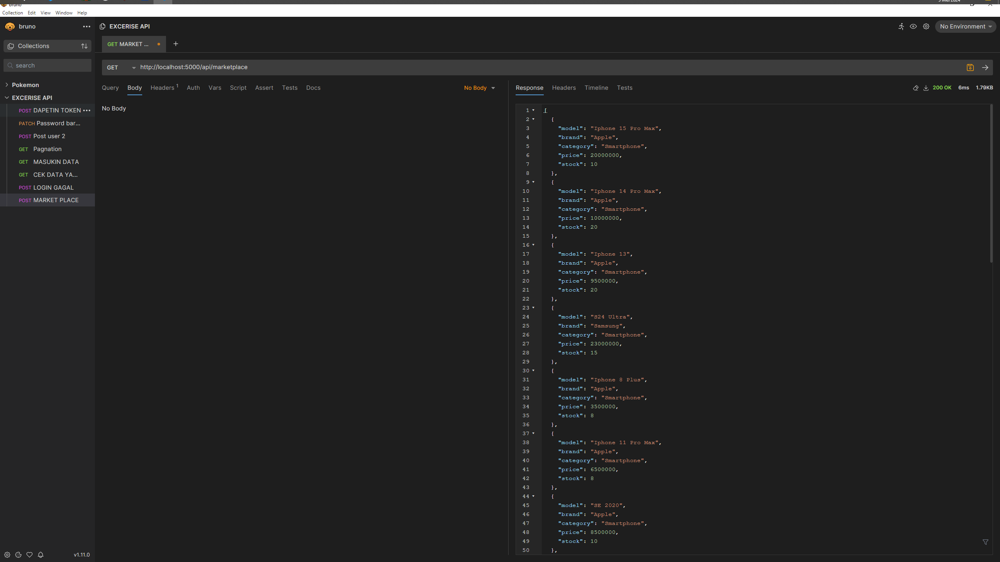 bruno
Collection Edit View Window Help
bruno
EXCERISE API
No Environment
Collections
GET MARKET ...
search
GET http://localhost:5000/api/marketplace
Pokemon
EXCERISE API
POST DAPETIN TOKEN
PATCH Password bar...
POST Post user 2
GET Pagnation
GET MASUKIN DATA
GET CEK DATA YA...
POST LOGIN GAGAL
POST MARKET PLACE
v1.11.0
Query Body Headers 1 Auth Vars Script Assert Tests Docs
No Body
No Body
Response Headers Timeline Tests
200 OK 6ms 1.79KB
1 [
2 {
3 "model": "Iphone 15 Pro Max",
4 "brand": "Apple",
5 "category": "Smartphone",
6 "price": 20000000,
7 "stock": 10
8 },
9 {
10 "model": "Iphone 14 Pro Max",
11 "brand": "Apple",
12 "category": "Smartphone",
13 "price": 10000000,
14 "stock": 20
15 },
16 {
17 "model": "Iphone 13",
18 "brand": "Apple",
19 "category": "Smartphone",
20 "price": 9500000,
21 "stock": 20
22 },
23 {
24 "model": "S24 Ultra",
25 "brand": "Samsung",
26 "category": "Smartphone",
27 "price": 23000000,
28 "stock": 15
29 },
30 {
31 "model": "Iphone 8 Plus",
32 "brand": "Apple",
33 "category": "Smartphone",
34 "price": 3500000,
35 "stock": 8
36 },
37 {
38 "model": "Iphone 11 Pro Max",
39 "brand": "Apple",
40 "category": "Smartphone",
41 "price": 6500000,
42 "stock": 8
43 },
44 {
45 "model": "SE 2020",
46 "brand": "Apple",
47 "category": "Smartphone",
48 "price": 8500000,
49 "stock": 10
50 },